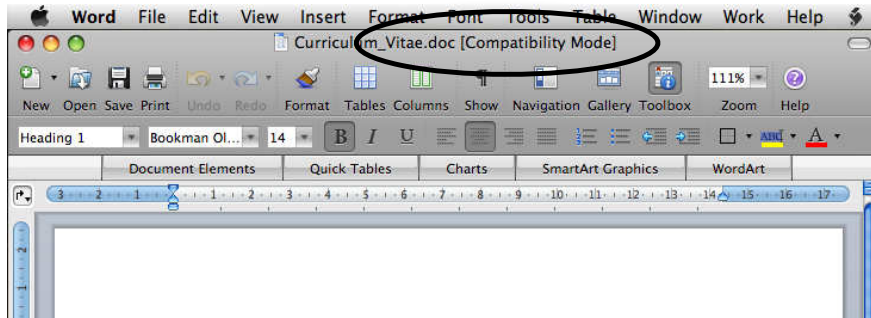 Word File Edit View Insert Format Font Tools Table Window Work Help
Curriculum_Vitae.doc [Compatibility Mode]
111%
New Open Save Print Undo Redo Format Tables Columns Show Navigation Gallery Toolbox Zoom Help
Heading 1 Bookman Ol... 14 B I U ABC A
Document Elements Quick Tables Charts SmartArt Graphics WordArt
3 2 1 1 2 3 4 5 6 7 8 9 10 11 12 13 14 15 16 17
2
1